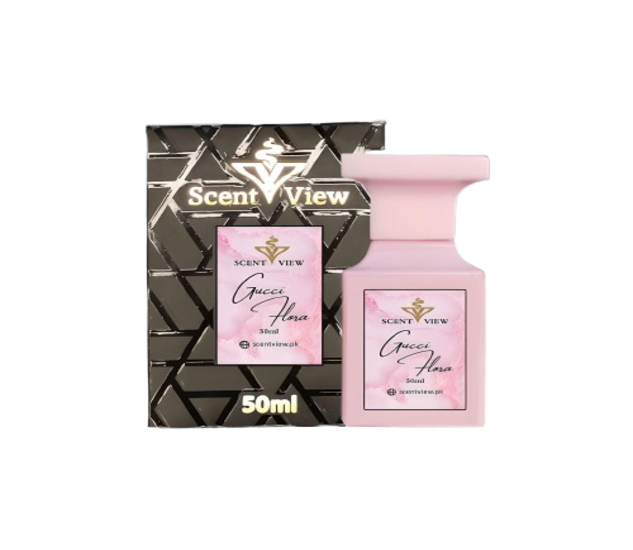 Scent View
SCENT VIEW
Gucci
Flora
50ml
scentview.pk
50ml
SCENT VIEW
Gucci
Flora
50ml
scentview.pk